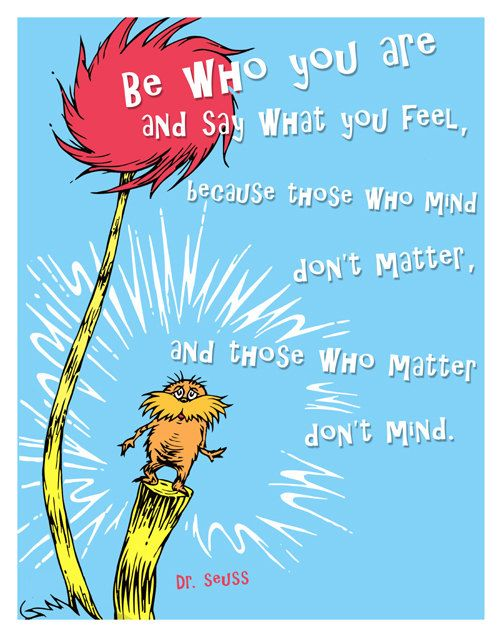 Be WHO you are
and Say WHat you Feel,
because those WHO Mind
don't Matter,
and those WHO Matter
don't Mind.
Dr. Seuss